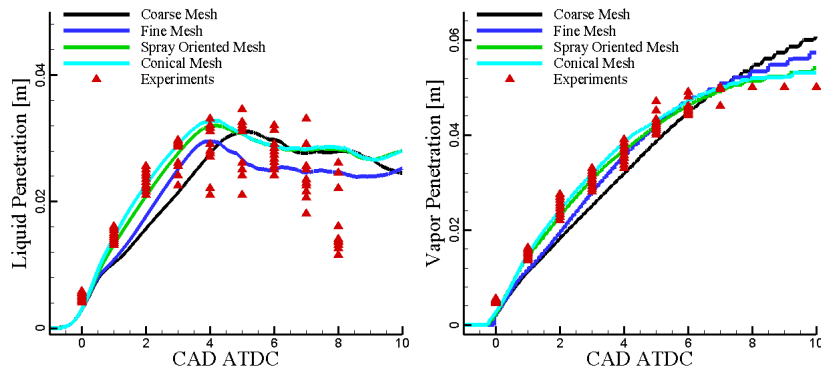 Coarse Mesh
Fine Mesh
Spray Oriented Mesh
Conical Mesh
Experiments
Liquid Penetration [m]
0.04
0.02
0
0 2 4 6 8 10
CAD ATDC
Coarse Mesh
Fine Mesh
Spray Oriented Mesh
Conical Mesh
Experiments
Vapor Penetration [m]
0.06
0.04
0.02
0
0 2 4 6 8 10
CAD ATDC